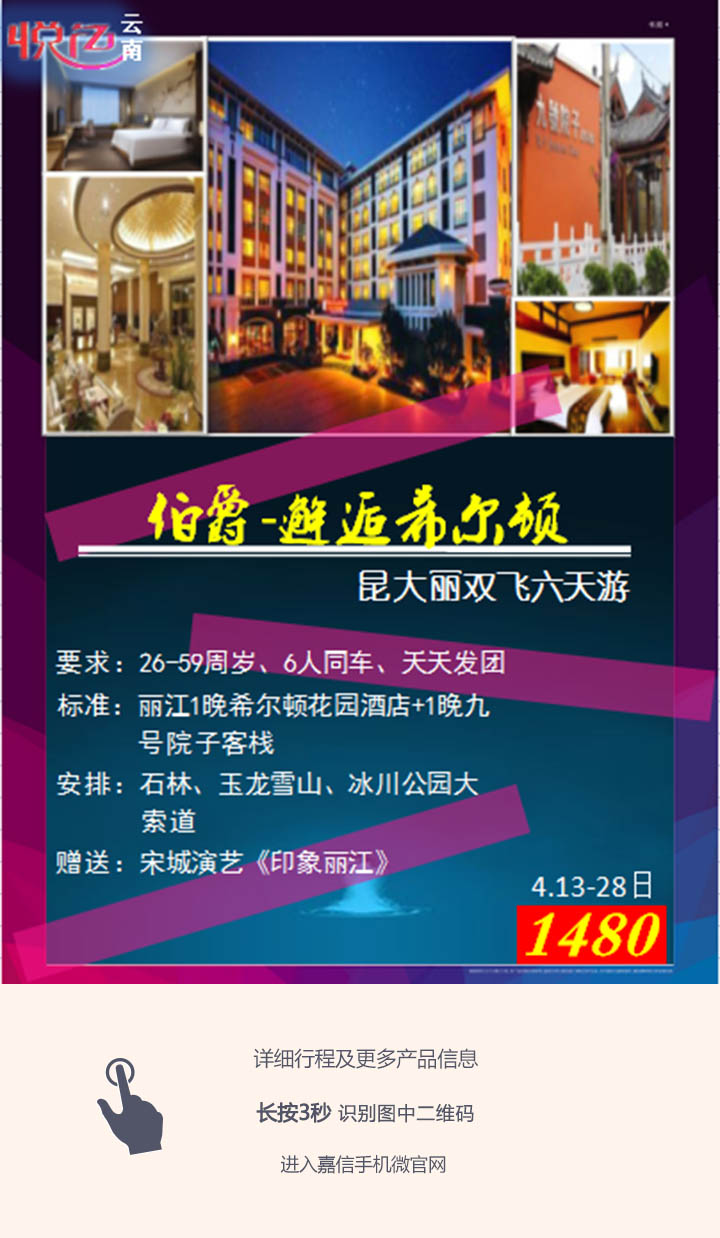 悦活
云南
九號院子
伯爵-邂逅希尔顿
昆大丽双飞六天游
要求：26-59周岁、6人同车、天天发团
标准：丽江1晚希尔顿花园酒店+1晚九
号院子客栈
安排：石林、玉龙雪山、冰川公园大
索道
赠送：宋城演艺《印象丽江》
4.13-28日
1480
详细行程及更多产品信息
长按3秒 识别图中二维码
进入嘉信手机微官网